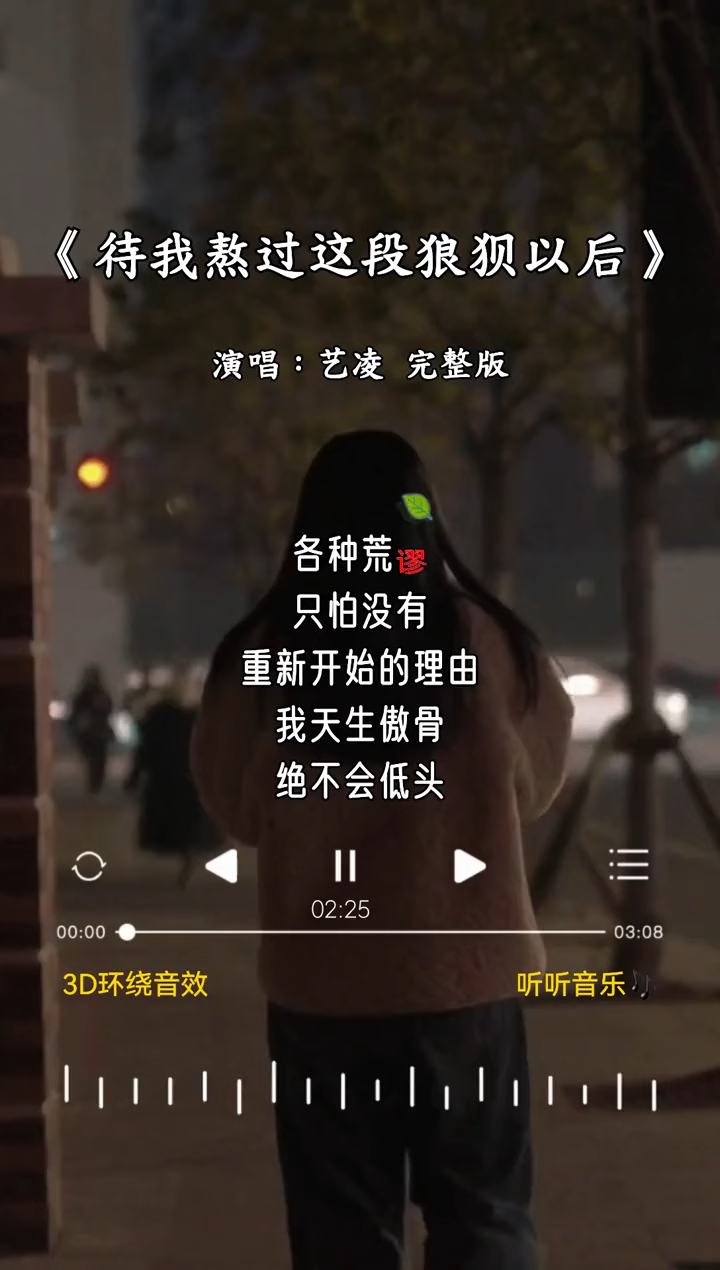 《待我熬过这段狼狈以后》
演唱：艺凌 完整版
各种荒谬
只怕没有
重新开始的理由
我天生傲骨
绝不会低头
02:25
00:00 03:08
3D环绕音效 听听音乐